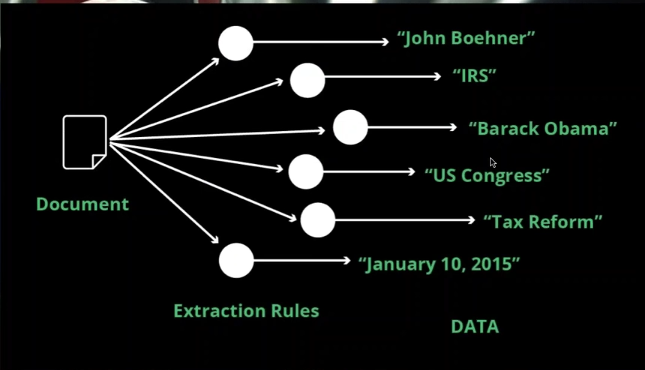 “John Boehner”
“IRS”
“Barack Obama”
“US Congress”
Document
“Tax Reform”
“January 10, 2015”
Extraction Rules
DATA